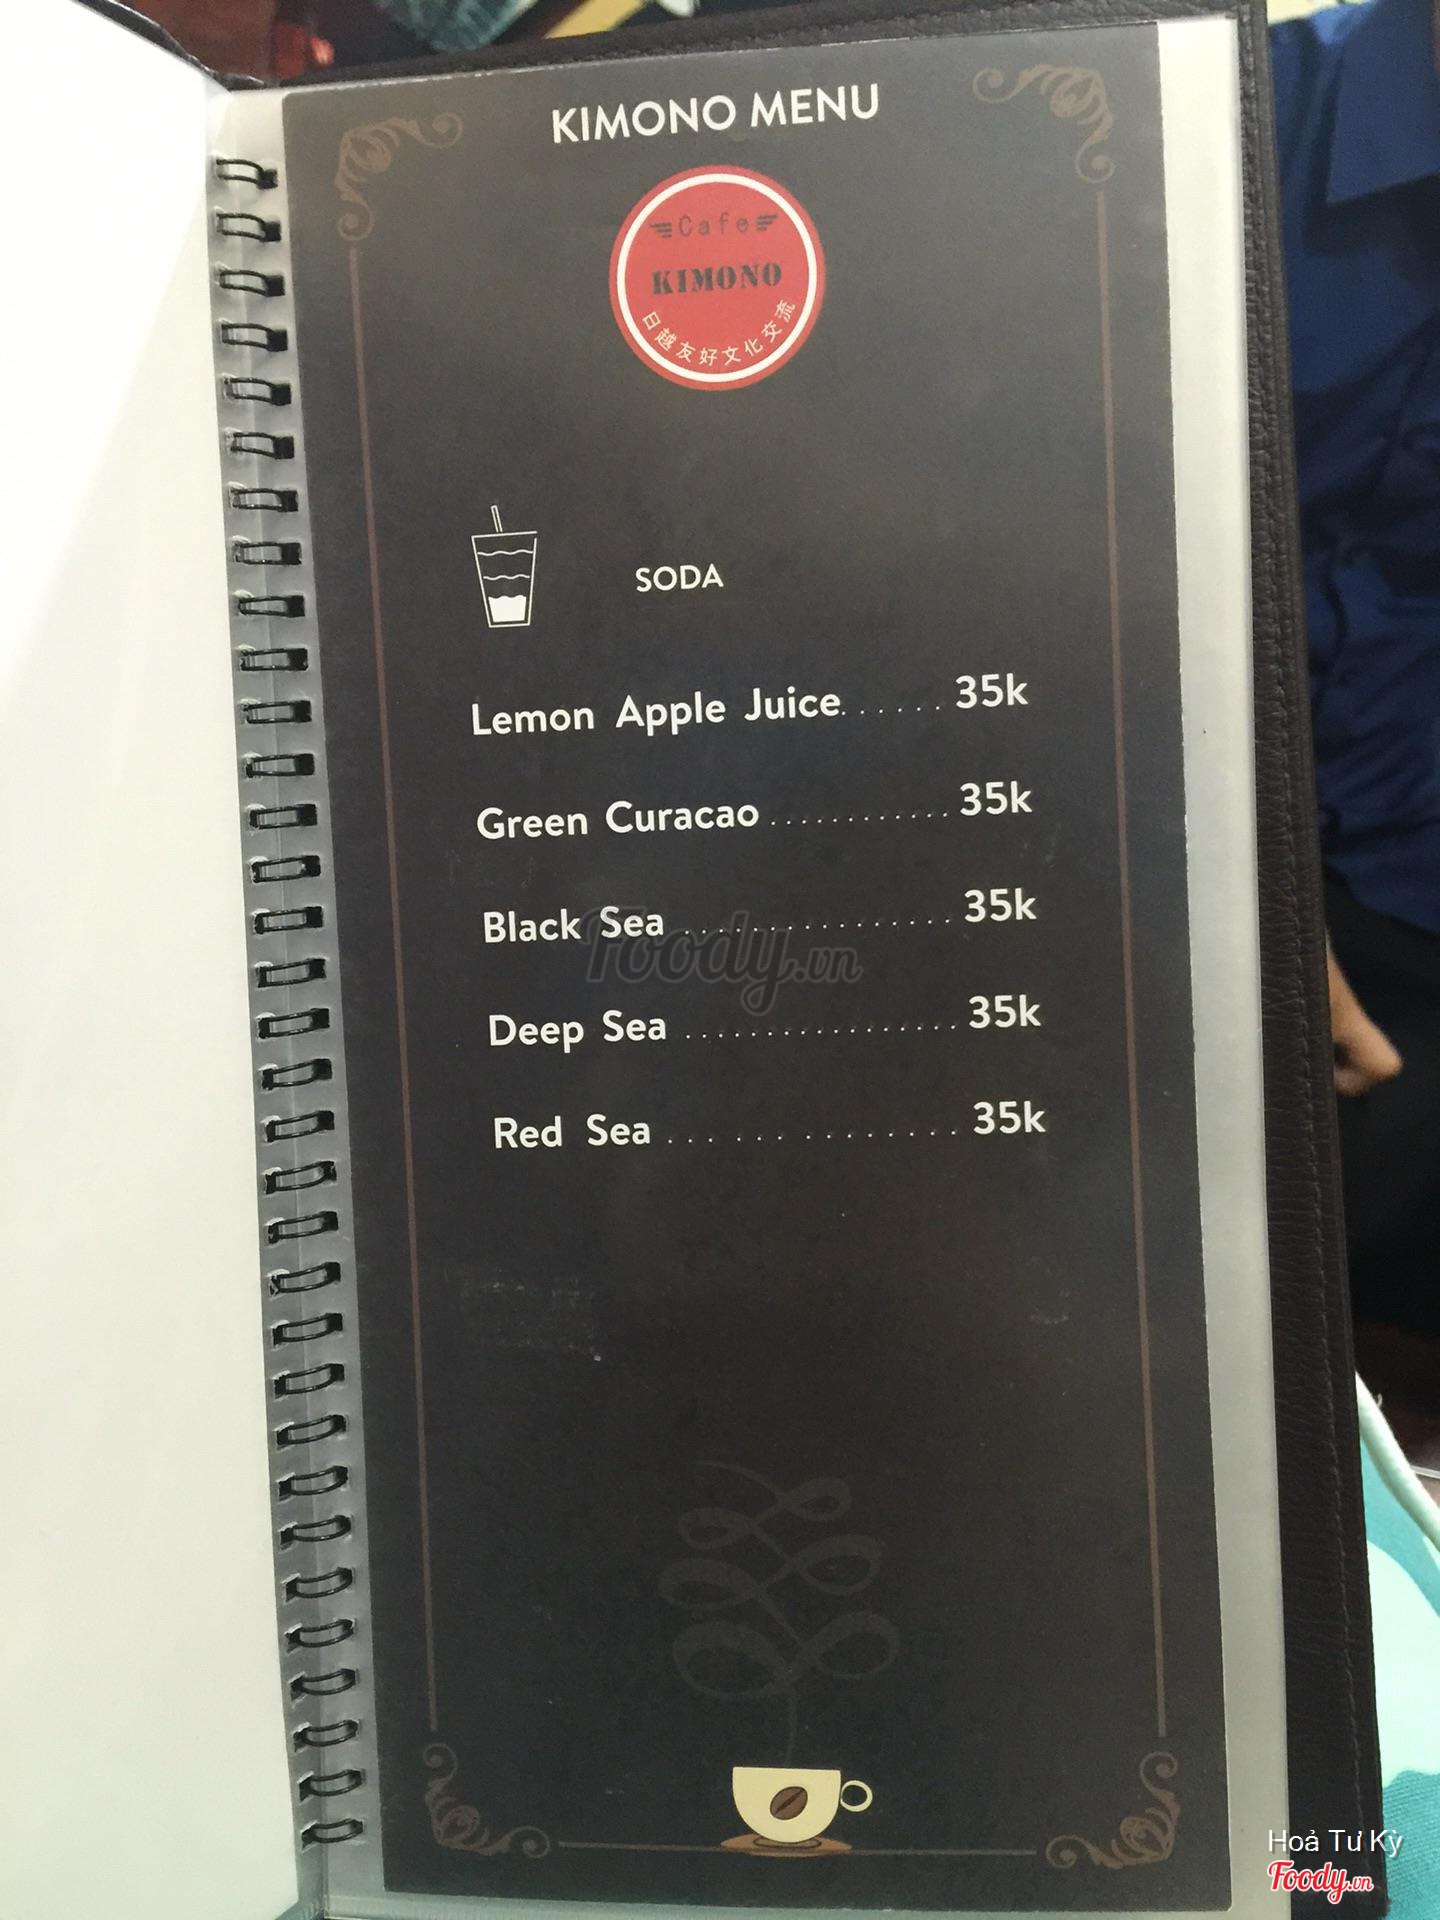 KIMONO MENU
Cafe
KIMONO
日越友好文化交流
SODA
Lemon Apple Juice. . . . . . 35k
Green Curacao . . . . . . . . . . . . 35k
Black Sea . . . . . . . . . . . . . . . . . 35k
Foody.vn
Deep Sea . . . . . . . . . . . . . . . . . 35k
Red Sea . . . . . . . . . . . . . . . . 35k
Hoả Tư Kỳ
Foody.vn